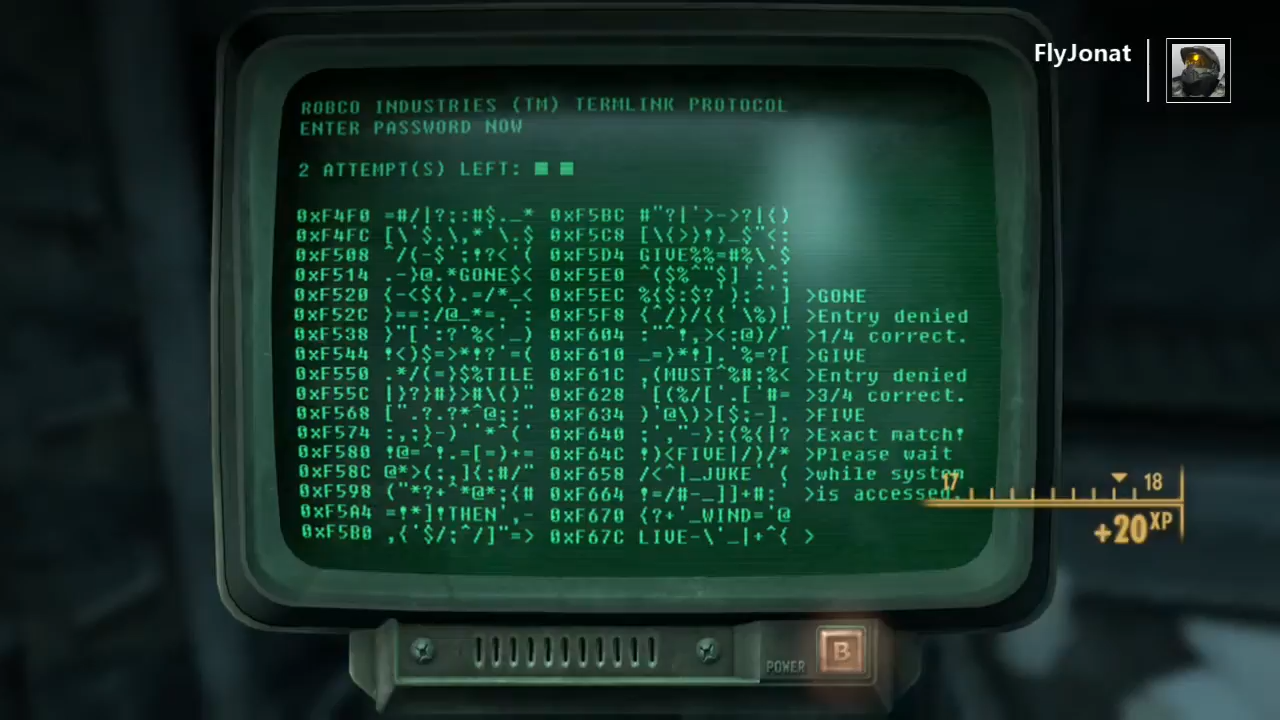 FlyJonat
ROBCO INDUSTRIES (TM) TERMLINK PROTOCOL
ENTER PASSWORD NOW
2 ATTEMPT(S) LEFT: ■ ■
0xF4F0 =#/|?;:#$._* 0xF5BC #"?|'>->?|{)
0xF4FC [\'$.\,*'\.$ 0xF5C8 [\{>}!}_$"<:
0xF508 ^/(-$';!?<'( 0xF5D4 GIVE%%=#%\'$
0xF514 .-}@.*GONE$< 0xF5E0 ^($%^"$]':^;
0xF520 {-<${}.=/*_< 0xF5EC %{$:$?');^'] >GONE
0xF52C }==:/@_*=.': 0xF5F8 {^/}/{{'\%)| >Entry denied
0xF538 }"[':?'%<'_) 0xF604 :"^!,><:@)/" >1/4 correct.
0xF544 !<)$=>*!?'=( 0xF610 _=}*!].'%=?[ >GIVE
0xF550 .*/(=}$%TILE 0xF61C ,(MUST^%#;%< >Entry denied
0xF55C |}?}#}>#\()" 0xF628 '[(%/['.['#= >3/4 correct.
0xF568 [".?.?*^@;:" 0xF634 )'@\)>[$;-]. >FIVE
0xF574 :,;}-)''*^(' 0xF640 ;',"-};(%{|? >Exact match!
0xF580 !@=^!.=[=)+= 0xF64C !)<FIVE|/)/* >Please wait
0xF58C @*>(;,]{;#/" 0xF658 /<^|_JUKE''( >while system
0xF598 ("*?+^*@*;{# 0xF664 !=/#-_]]+#:' >is accessed.
0xF5A4 =!*]!THEN',- 0xF670 {?+'_WIND='@
0xF5B0 ,{'$/;^/]"=> 0xF67C LIVE-\'_|+^{ >
17 18
+20 XP
POWER
B